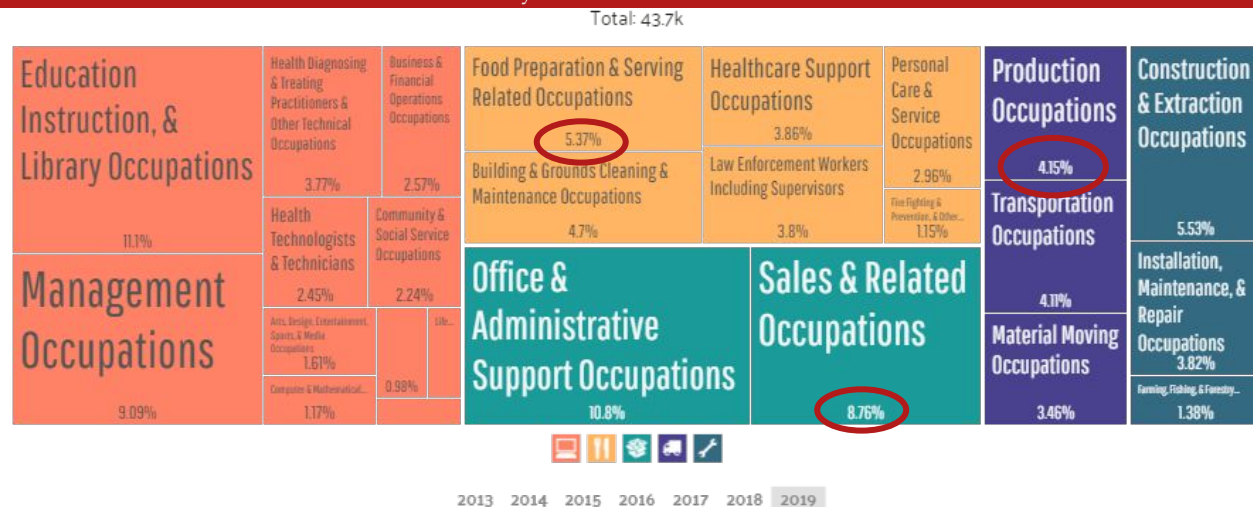 Total: 43.7k
Education
Instruction, &
Library Occupations
11.1%
Management
Occupations
9.09%
Health Diagnosing
& Treating
Practitioners &
Other Technical
Occupations
3.77%
Business &
Financial
Operations
Occupations
2.57%
Health
Technologists
& Technicians
2.45%
Community &
Social Service
Occupations
2.24%
Arts, Design, Entertainment,
Sports, & Media
Occupations
1.61%
Computer & Mathematical...
1.17%
0.98%
Life...
Food Preparation & Serving
Related Occupations
5.37%
Building & Grounds Cleaning &
Maintenance Occupations
4.7%
Healthcare Support
Occupations
3.86%
Law Enforcement Workers
Including Supervisors
3.8%
Personal
Care &
Service
Occupations
2.96%
Fire Fighting &
Prevention, & Other...
1.15%
Office &
Administrative
Support Occupations
10.8%
Sales & Related
Occupations
8.76%
Production
Occupations
4.15%
Transportation
Occupations
4.11%
Material Moving
Occupations
3.46%
Construction
& Extraction
Occupations
5.53%
Installation,
Maintenance, &
Repair
Occupations
3.82%
Farming, Fishing, & Forestry...
1.38%
2013 2014 2015 2016 2017 2018 2019